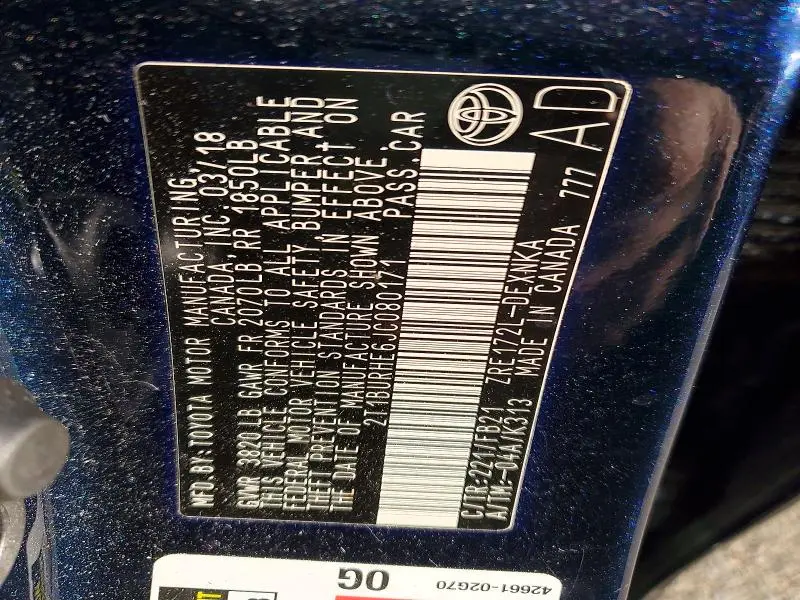 MFD. BY: TOYOTA MOTOR MANUFACTURING
CANADA, INC. 03/18
GVWR 3820LB GAWR FR 2070LB RR 1850LB
THIS VEHICLE CONFORMS TO ALL APPLICABLE
FEDERAL MOTOR VEHICLE SAFETY, BUMPER, AND
THEFT PREVENTION STANDARDS IN EFFECT ON
THE DATE OF MANUFACTURE SHOWN ABOVE.
2T1BURHE6JC080171 PASS.CAR
C/TR:221/FB21 ZRE172L-DEXNKA
A/TM:-04A/K313 MADE IN CANADA 777
AD
42661-02G70